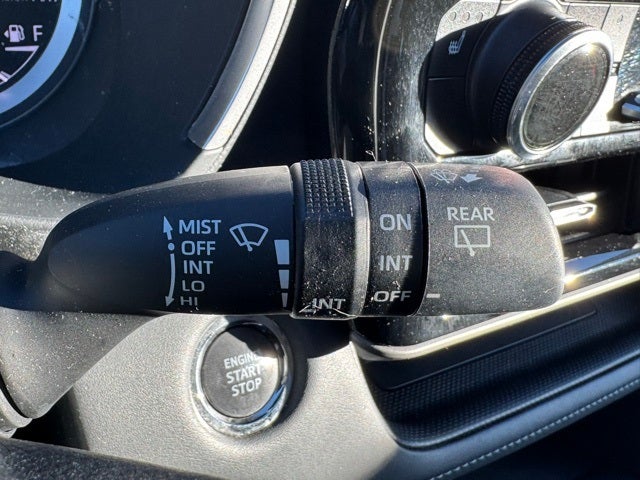 F
MIST
OFF
INT
LO
HI
INT
ON
INT
OFF
REAR
ENGINE
START
STOP